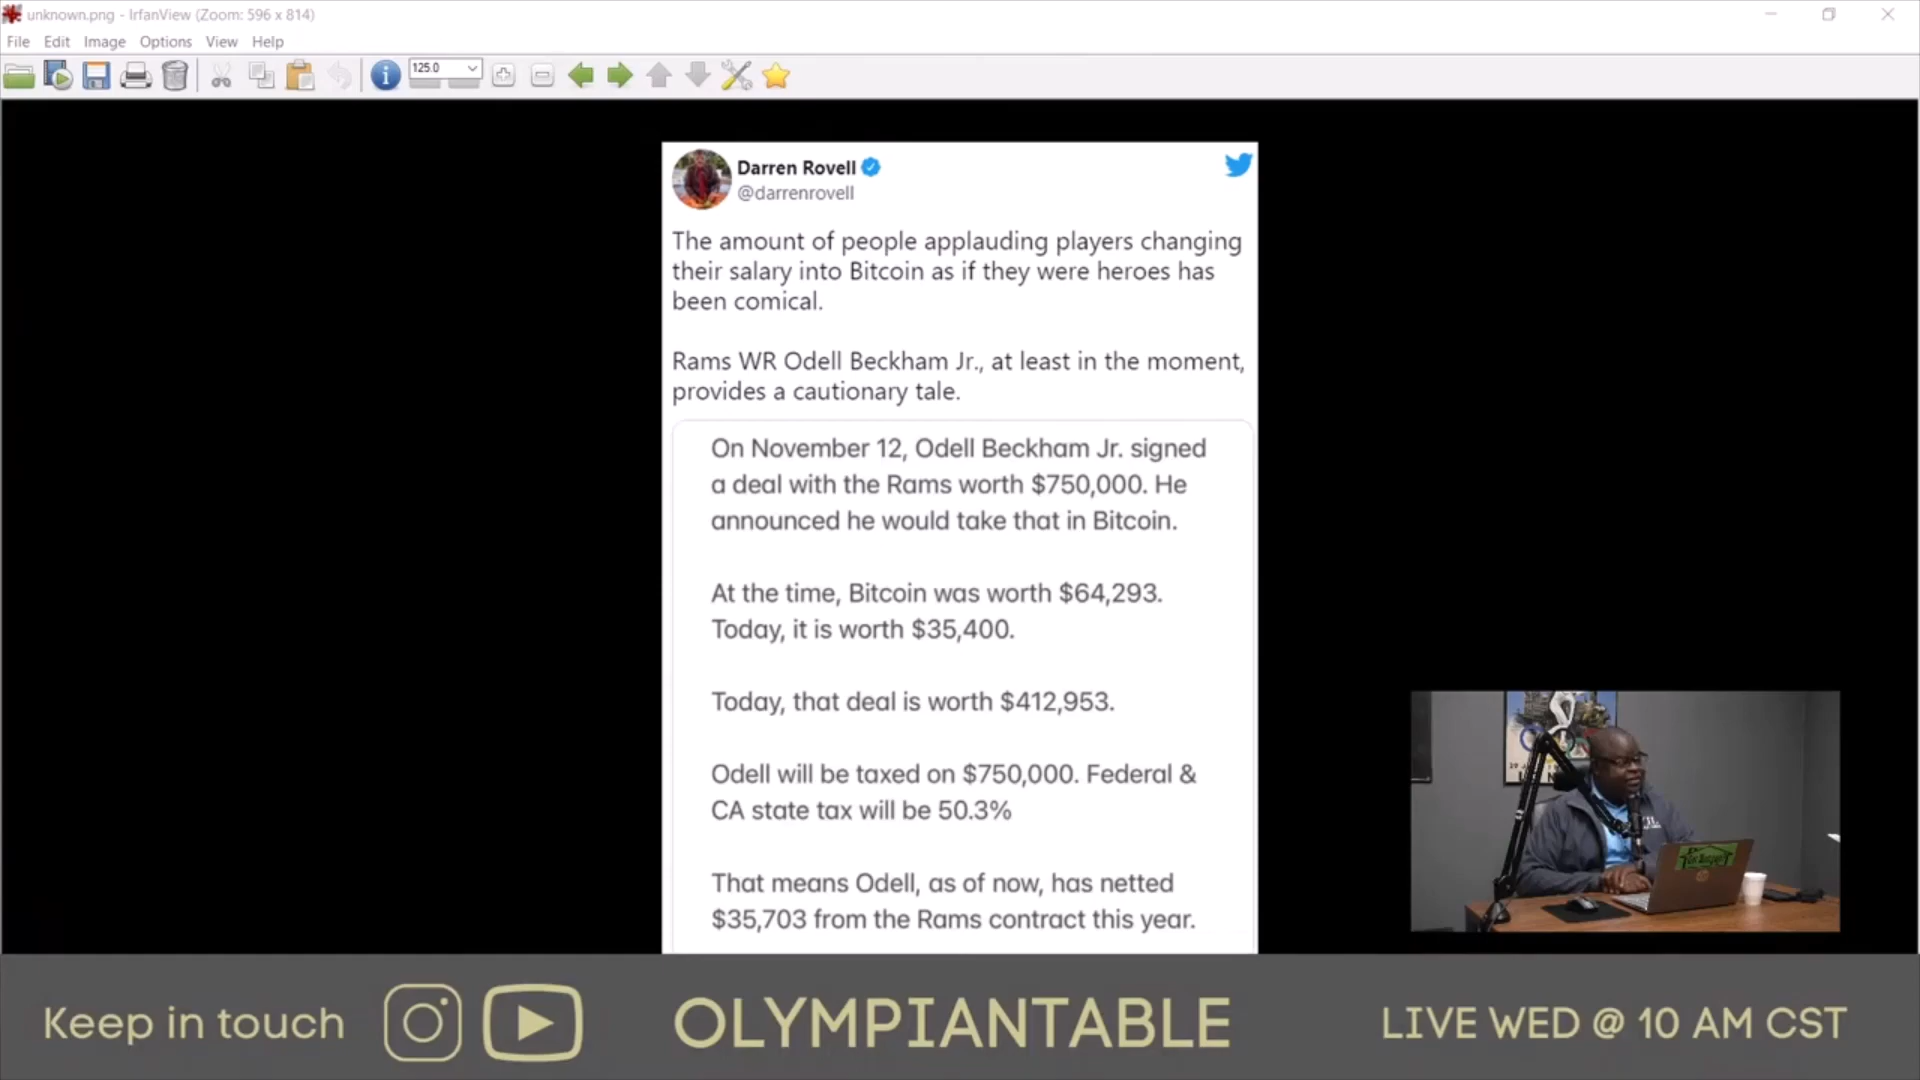 unknown.png - IrfanView (Zoom: 596 x 814)
File Edit Image Options View Help
125.0
Darren Rovell
@darrenrovell
The amount of people applauding players changing
their salary into Bitcoin as if they were heroes has
been comical.
Rams WR Odell Beckham Jr., at least in the moment,
provides a cautionary tale.
On November 12, Odell Beckham Jr. signed
a deal with the Rams worth $750,000. He
announced he would take that in Bitcoin.
At the time, Bitcoin was worth $64,293.
Today, it is worth $35,400.
Today, that deal is worth $412,953.
Odell will be taxed on $750,000. Federal &
CA state tax will be 50.3%
That means Odell, as of now, has netted
$35,703 from the Rams contract this year.
Keep in touch
OLYMPIANTABLE
LIVE WED @ 10 AM CST